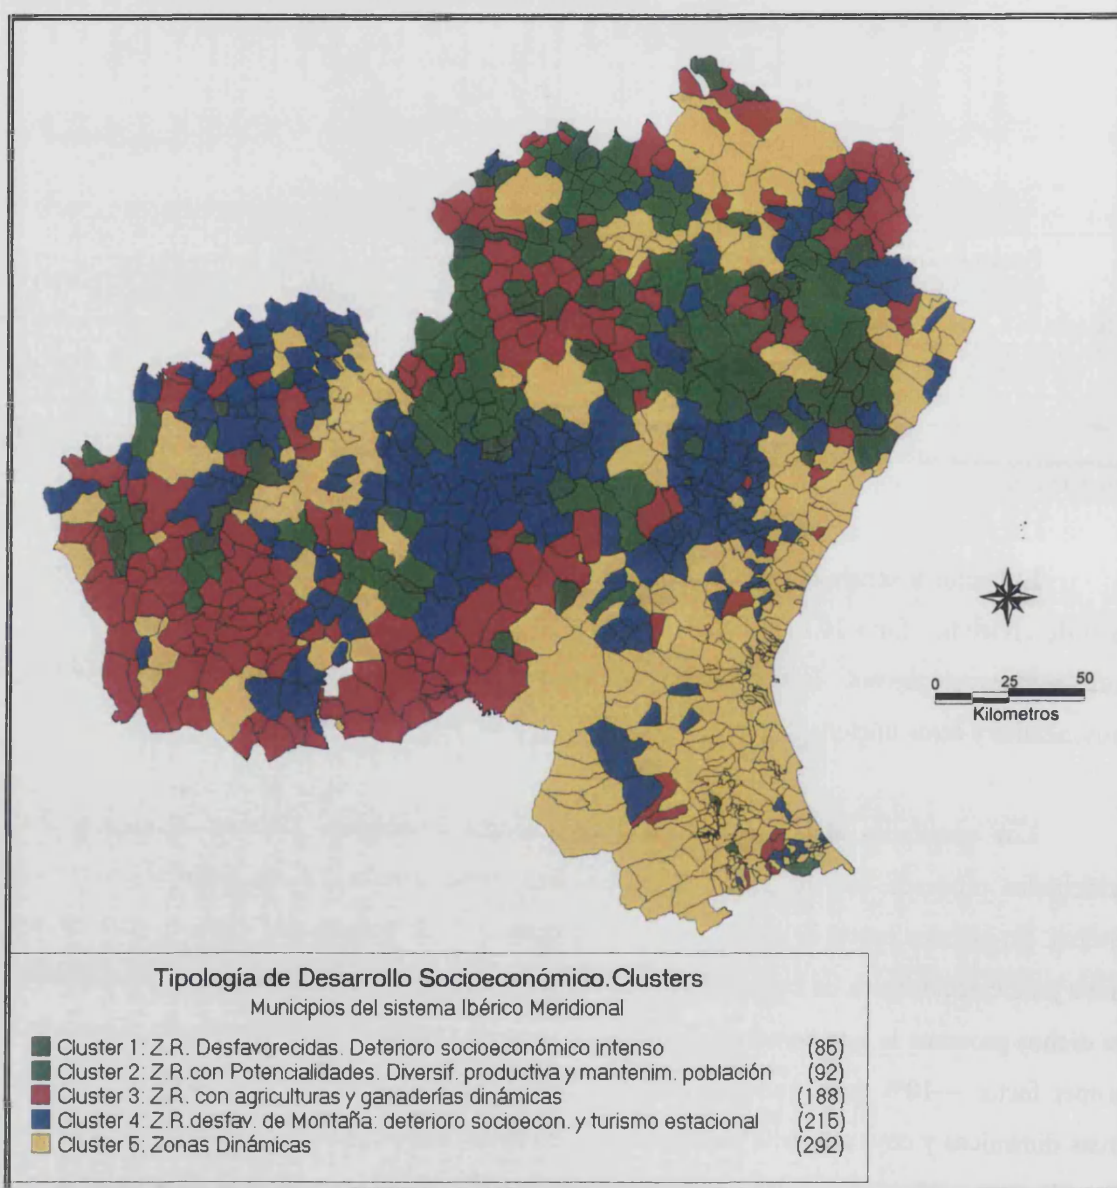 0 25 50
Kilometros
Tipología de Desarrollo Socioeconómico.Clusters
Municipios del sistema Ibérico Meridional
Cluster 1: Z.R. Desfavorecidas. Deterioro socioeconómico intenso (85)
Cluster 2: Z.R.con Potencialidades. Diversif. productiva y mantenim. población (92)
Cluster 3: Z.R. con agriculturas y ganaderías dinámicas (188)
Cluster 4: Z.R.desfav. de Montaña: deterioro socioecon. y turismo estacional (215)
Cluster 5: Zonas Dinámicas (292)